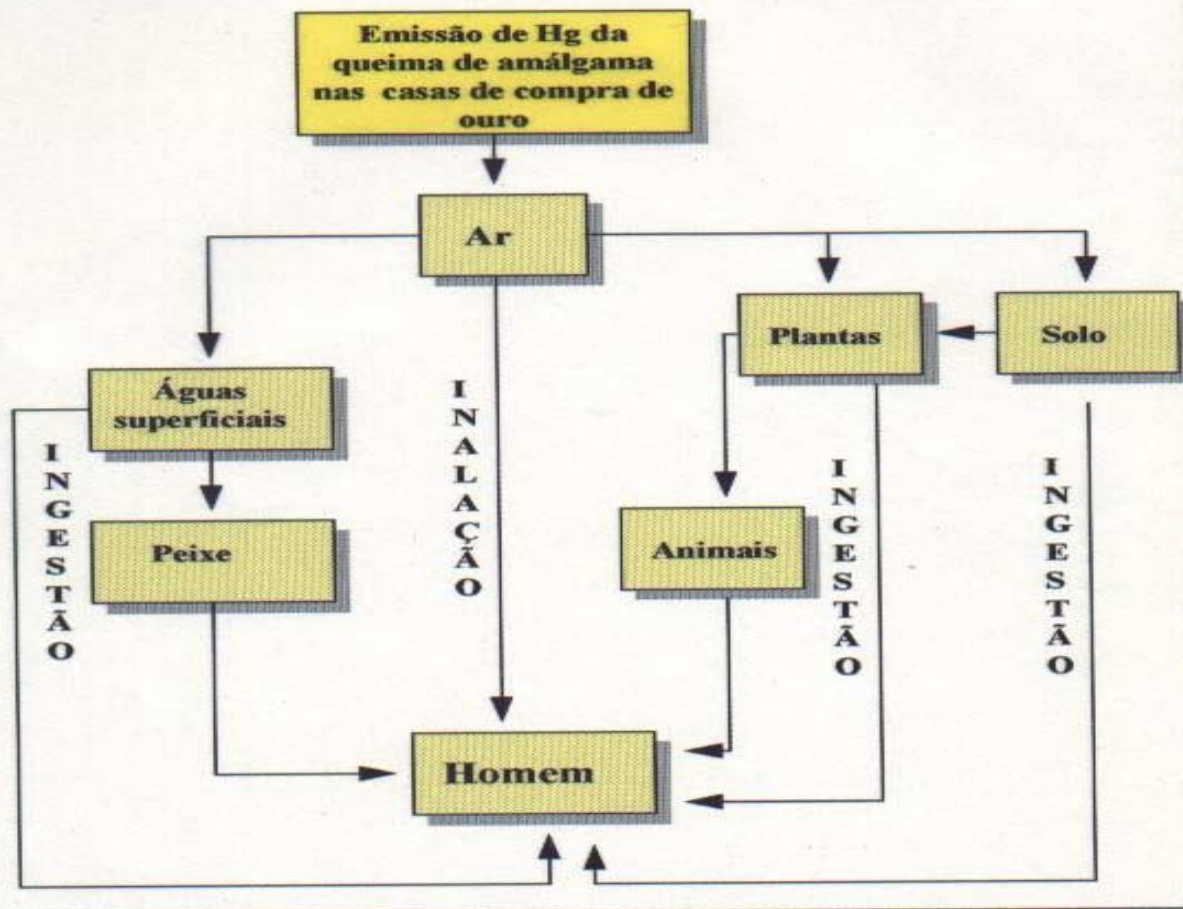 Emissão de Hg da
queima de amálgama
nas casas de compra de
ouro
Ar
Plantas
Solo
Águas
superficiais
INALAÇÃO
INGESTÃO
INGESTÃO
INGESTÃO
Peixe
Animais
Homem